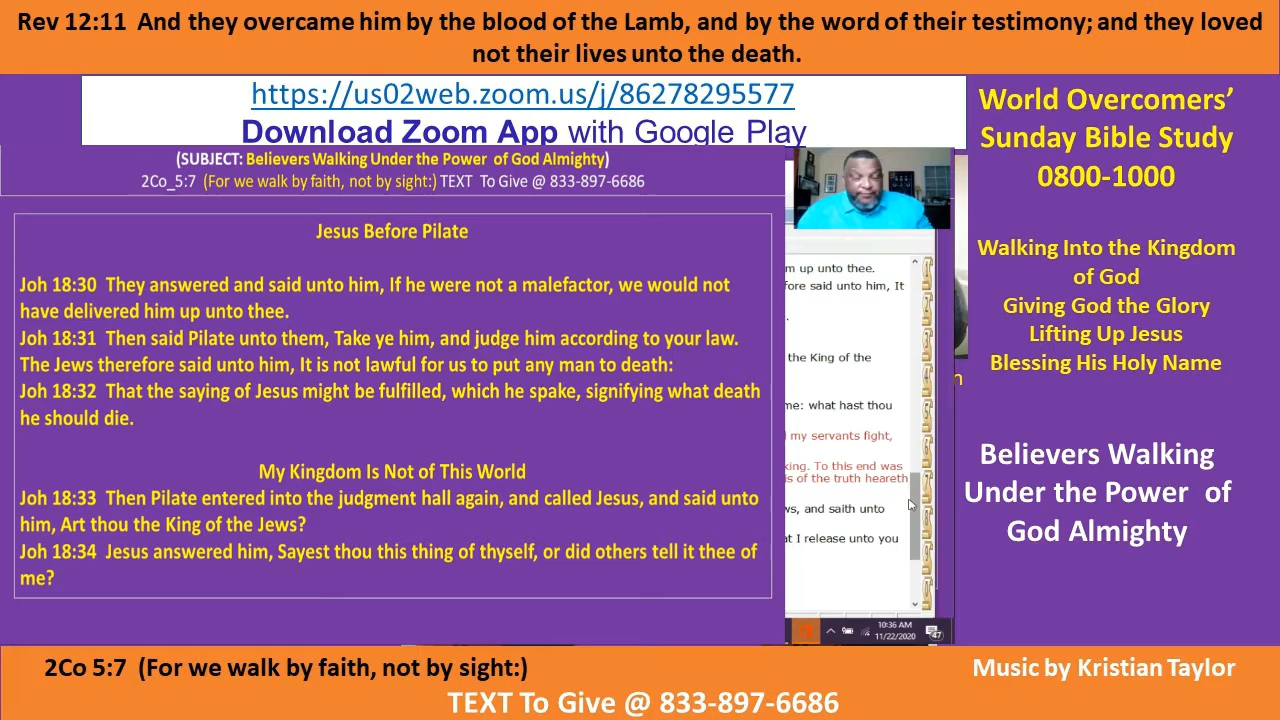 Rev 12:11 And they overcame him by the blood of the Lamb, and by the word of their testimony; and they loved
not their lives unto the death.
https://us02web.zoom.us/j/86278295577
Download Zoom App with Google Play
(SUBJECT: Believers Walking Under the Power of God Almighty)
2Co_5:7 (For we walk by faith, not by sight:) TEXT To Give @ 833-897-6686
Jesus Before Pilate
Joh 18:30 They answered and said unto him, If he were not a malefactor, we would not
have delivered him up unto thee.
Joh 18:31 Then said Pilate unto them, Take ye him, and judge him according to your law.
The Jews therefore said unto him, It is not lawful for us to put any man to death:
Joh 18:32 That the saying of Jesus might be fulfilled, which he spake, signifying what death
he should die.
My Kingdom Is Not of This World
Joh 18:33 Then Pilate entered into the judgment hall again, and called Jesus, and said unto
him, Art thou the King of the Jews?
Joh 18:34 Jesus answered him, Sayest thou this thing of thyself, or did others tell it thee of
me?
m up unto thee.
fore said unto him, It
the King of the
me: what hast thou
my servants fight,
king. To this end was
is of the truth heareth
ws, and saith unto
at I release unto you
10:36 AM
11/22/2020
47
World Overcomers’
Sunday Bible Study
0800-1000
Walking Into the Kingdom
of God
Giving God the Glory
Lifting Up Jesus
Blessing His Holy Name
n
Believers Walking
Under the Power of
God Almighty
2Co 5:7 (For we walk by faith, not by sight:)
Music by Kristian Taylor
TEXT To Give @ 833-897-6686